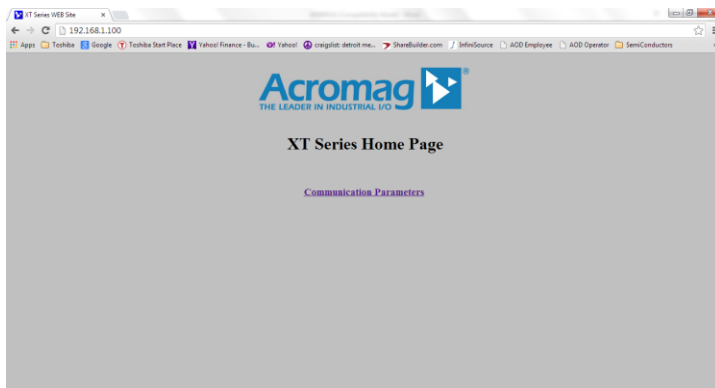 XT Series WEB Site
192.168.1.100
Apps Toshiba Google Toshiba Start Place Yahoo! Finance - Bu... Yahoo! craigslist: detroit me... ShareBuilder.com InfiniSource AOD Employee AOD Operator SemiConductors
Acromag
THE LEADER IN INDUSTRIAL I/O
XT Series Home Page
Communication Parameters